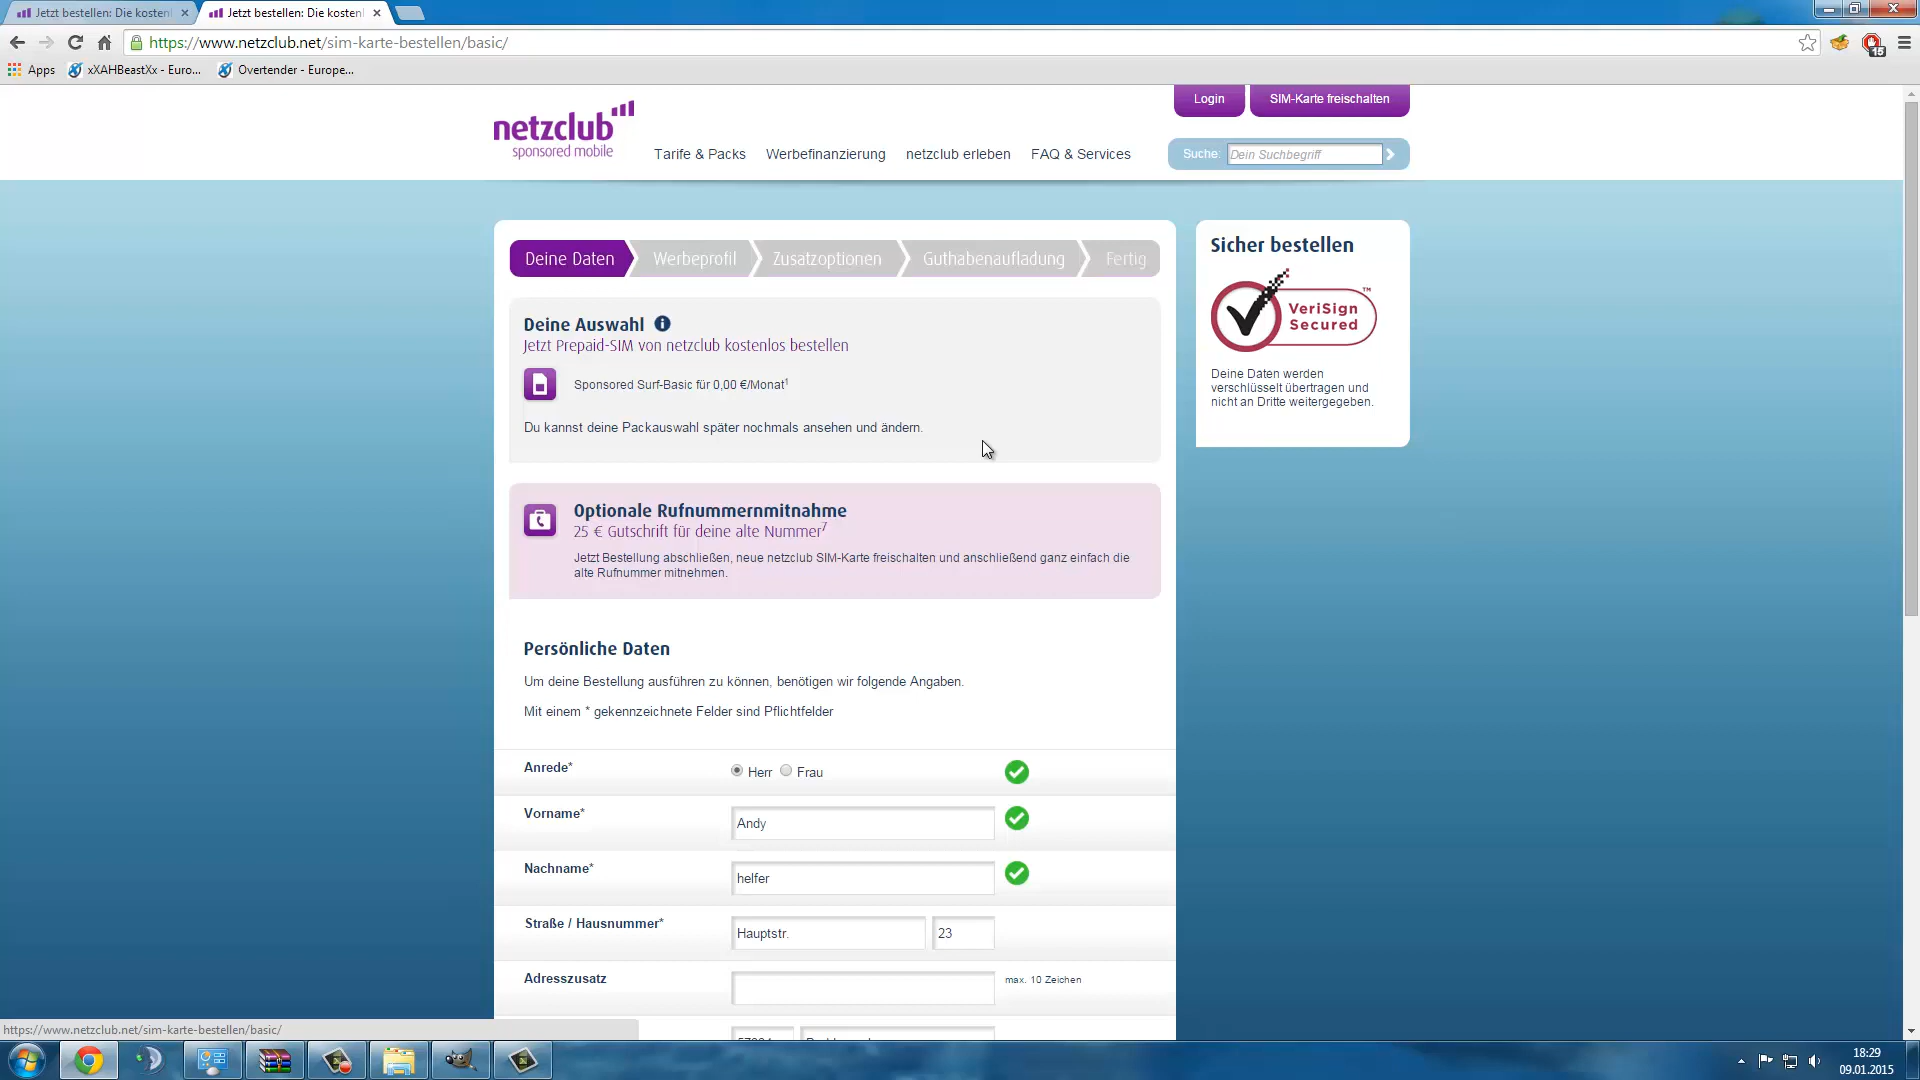 Jetzt bestellen: Die kosten
Jetzt bestellen: Die kosten
https://www.netzclub.net/sim-karte-bestellen/basic/
15
Apps
xXAHBeastXx - Euro...
Overtender - Europe...
Login
SIM-Karte freischalten
netzclub
sponsored mobile
Tarife & Packs
Werbefinanzierung
netzclub erleben
FAQ & Services
Suche:
Dein Suchbegriff
Deine Daten
Werbeprofil
Zusatzoptionen
Guthabenaufladung
Fertig
Sicher bestellen
VeriSign
Secured
TM
Deine Daten werden
verschlüsselt übertragen und
nicht an Dritte weitergegeben.
Deine Auswahl
Jetzt Prepaid-SIM von netzclub kostenlos bestellen
Sponsored Surf-Basic für 0,00 €/Monat¹
Du kannst deine Packauswahl später nochmals ansehen und ändern.
Optionale Rufnummernmitnahme
25 € Gutschrift für deine alte Nummer⁷
Jetzt Bestellung abschließen, neue netzclub SIM-Karte freischalten und anschließend ganz einfach die
alte Rufnummer mitnehmen.
Persönliche Daten
Um deine Bestellung ausführen zu können, benötigen wir folgende Angaben.
Mit einem * gekennzeichnete Felder sind Pflichtfelder
Anrede*
Herr
Frau
Vorname*
Andy
Nachname*
helfer
Straße / Hausnummer*
Hauptstr.
23
Adresszusatz
max. 10 Zeichen
https://www.netzclub.net/sim-karte-bestellen/basic/
18:29
09.01.2015